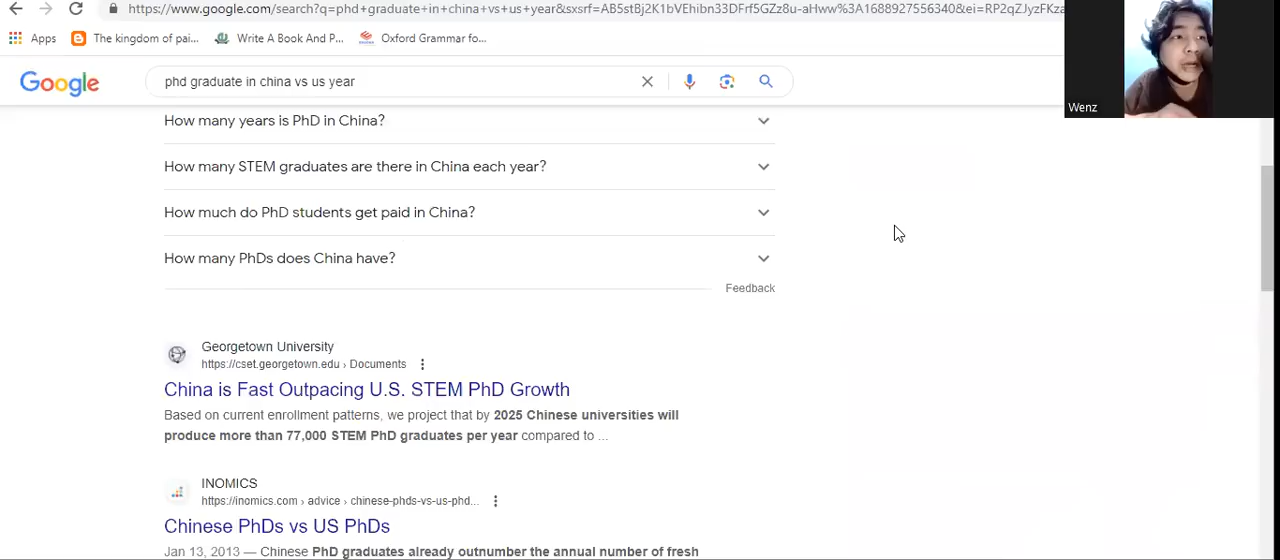 https://www.google.com/search?q=phd+graduate+in+china+vs+us+year&sxsrf=AB5stBj2K1bVEhibn33DFrf5GZz8u-aHww%3A1688927556340&ei=RP2qZJyzFKza
Apps The kingdom of pai... Write A Book And P... Oxford Grammar fo...
Google phd graduate in china vs us year
Wenz
How many years is PhD in China?
How many STEM graduates are there in China each year?
How much do PhD students get paid in China?
How many PhDs does China have?
Feedback
Georgetown University
https://cset.georgetown.edu › Documents
China is Fast Outpacing U.S. STEM PhD Growth
Based on current enrollment patterns, we project that by 2025 Chinese universities will
produce more than 77,000 STEM PhD graduates per year compared to ...
INOMICS
https://inomics.com › advice › chinese-phds-vs-us-phd...
Chinese PhDs vs US PhDs
Jan 13, 2013 — Chinese PhD graduates already outnumber the annual number of fresh